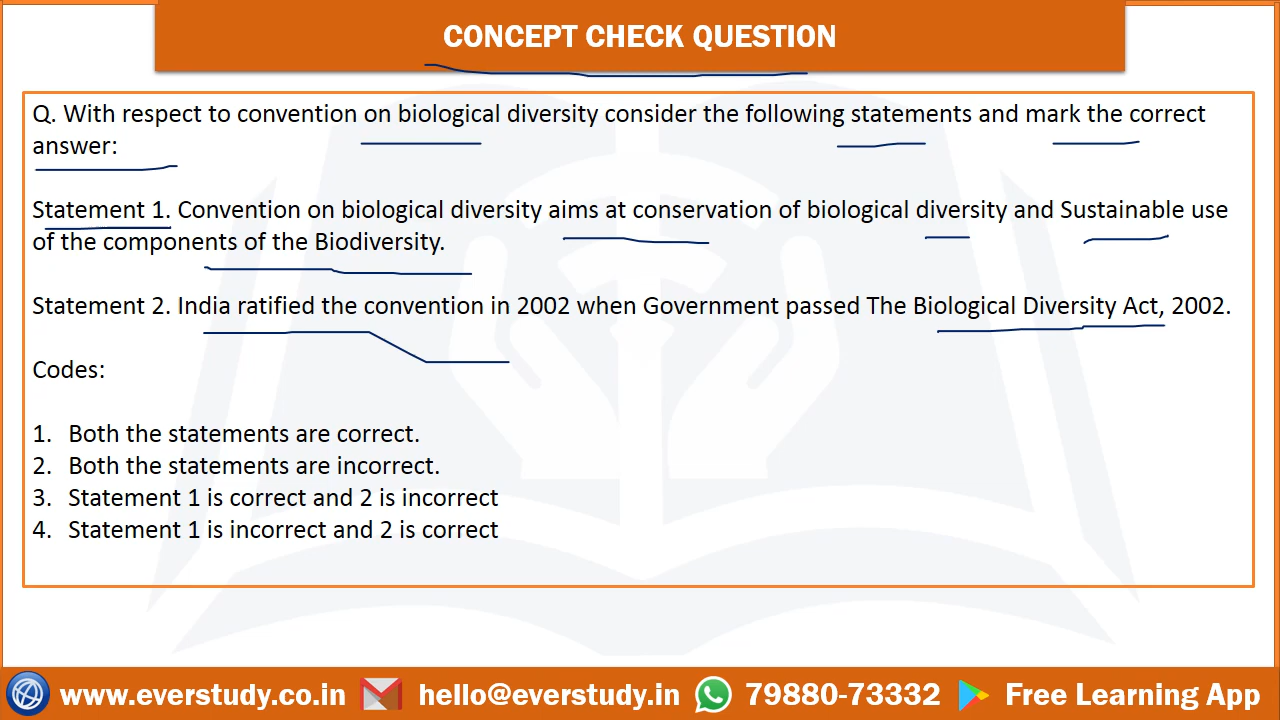 CONCEPT CHECK QUESTION
Q. With respect to convention on biological diversity consider the following statements and mark the correct
answer:
Statement 1. Convention on biological diversity aims at conservation of biological diversity and Sustainable use
of the components of the Biodiversity.
Statement 2. India ratified the convention in 2002 when Government passed The Biological Diversity Act, 2002.
Codes:
1. Both the statements are correct.
2. Both the statements are incorrect.
3. Statement 1 is correct and 2 is incorrect
4. Statement 1 is incorrect and 2 is correct
www.everstudy.co.in hello@everstudy.in 79880-73332 Free Learning App